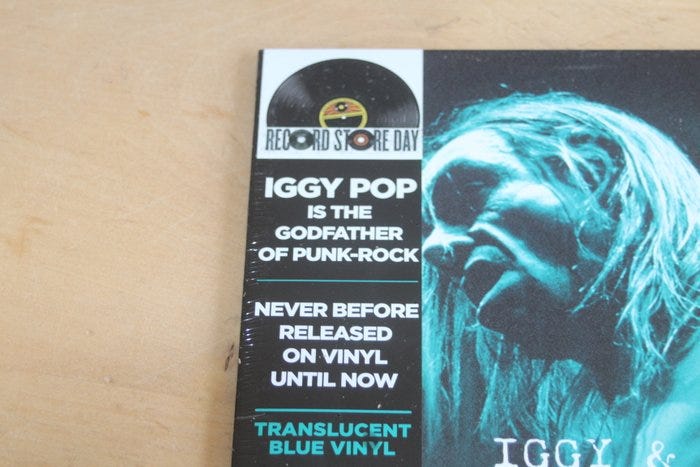 RECORD STORE DAY
IGGY POP
IS THE
GODFATHER
OF PUNK-ROCK
NEVER BEFORE
RELEASED
ON VINYL
UNTIL NOW
TRANSLUCENT
BLUE VINYL
IGGY &